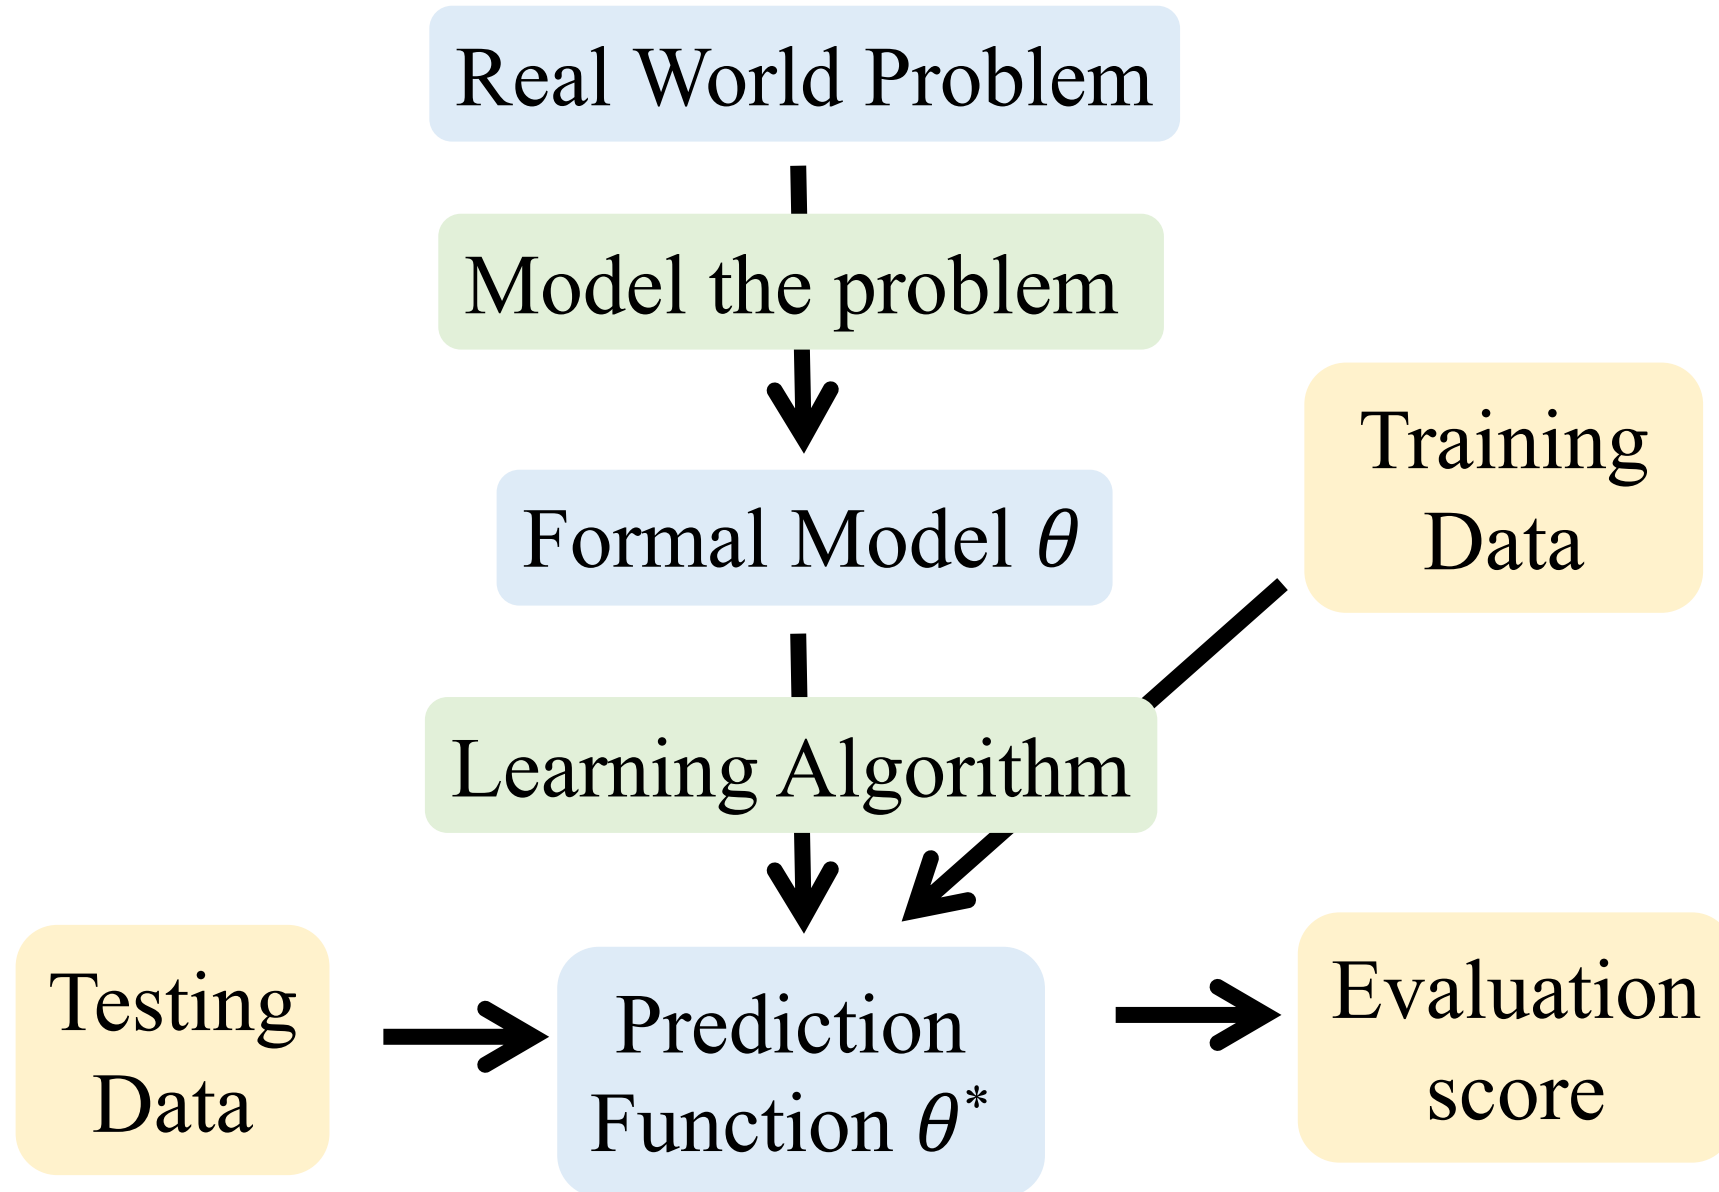 Real World Problem
Model the problem
Training
Data
Formal Model θ
Learning Algorithm
Testing
Data
Prediction
Function θ*
Evaluation
score